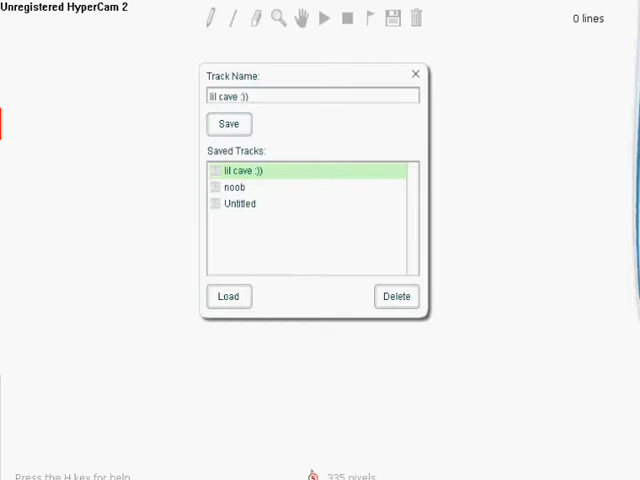 Unregistered HyperCam 2
0 lines
Track Name:
lil cave :))
Save
Saved Tracks:
lil cave :))
noob
Untitled
Load
Delete
Press the H key for help
335 pixels